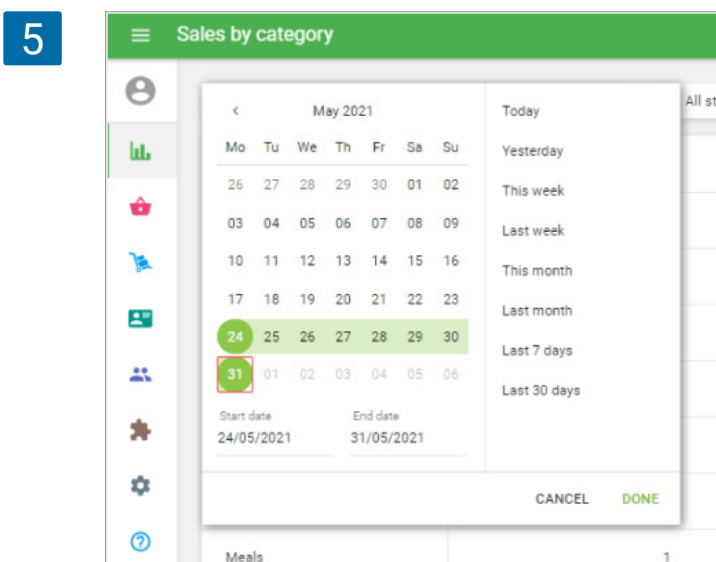 5
Sales by category
All st
May 2021
Mo Tu We Th Fr Sa Su
26 27 28 29 30 01 02
03 04 05 06 07 08 09
10 11 12 13 14 15 16
17 18 19 20 21 22 23
24 25 26 27 28 29 30
31 01 02 03 04 05 06
Start date End date
24/05/2021 31/05/2021
Today
Yesterday
This week
Last week
This month
Last month
Last 7 days
Last 30 days
CANCEL DONE
Meals 1